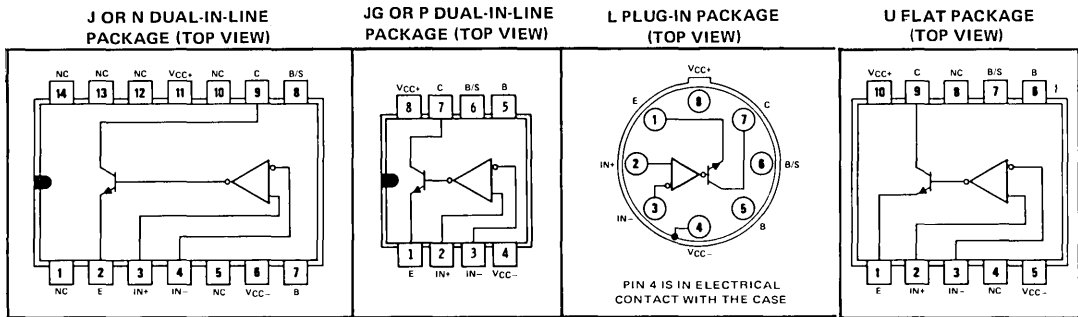 J OR N DUAL-IN-LINE
PACKAGE (TOP VIEW)
NC NC NC VCC+ NC C B/S
14 13 12 11 10 9 8
1 2 3 4 5 6 7
NC E IN+ IN- NC VCC- B
JG OR P DUAL-IN-LINE
PACKAGE (TOP VIEW)
VCC+ C B/S B
8 7 6 5
1 2 3 4
E IN+ IN- VCC-
L PLUG-IN PACKAGE
(TOP VIEW)
VCC+
E 8 C
1 7
IN+ 2 6 B/S
3 5
IN- 4 B
VCC-
PIN 4 IS IN ELECTRICAL
CONTACT WITH THE CASE
U FLAT PACKAGE
(TOP VIEW)
VCC+ C NC B/S B
10 9 8 7 6
1 2 3 4 5
E IN+ IN- NC VCC-